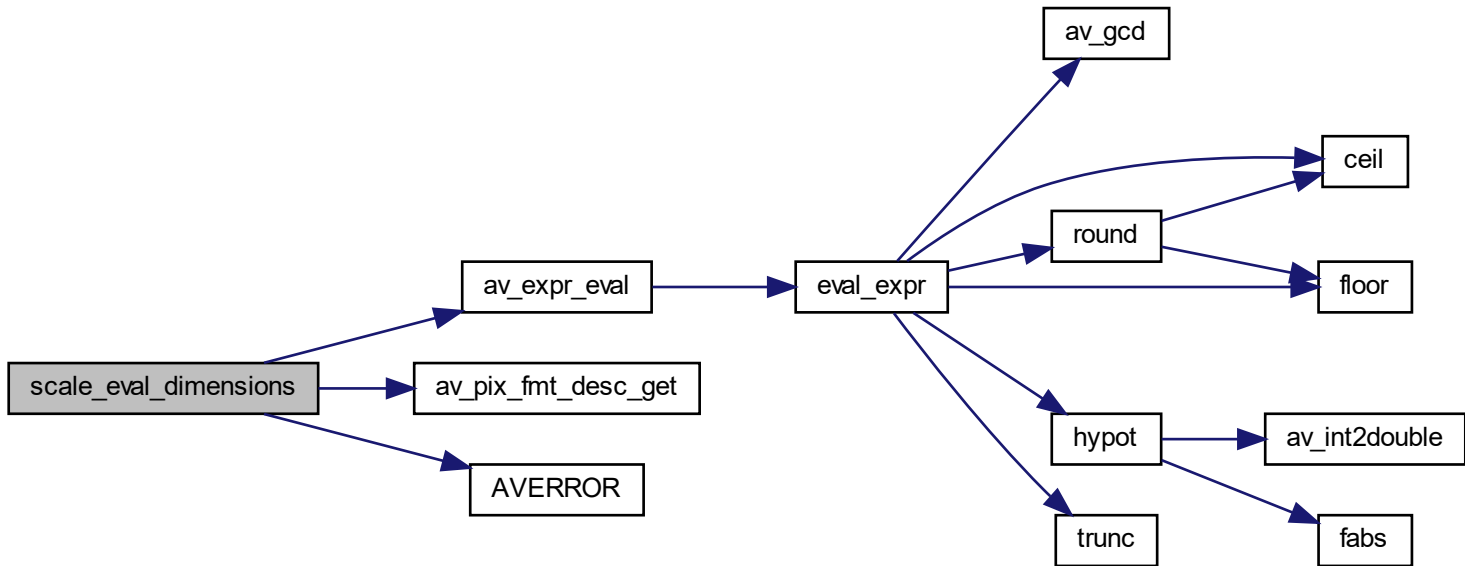 av_gcd
ceil
round
av_expr_eval
eval_expr
floor
scale_eval_dimensions
av_pix_fmt_desc_get
hypot
av_int2double
AVERROR
trunc
fabs